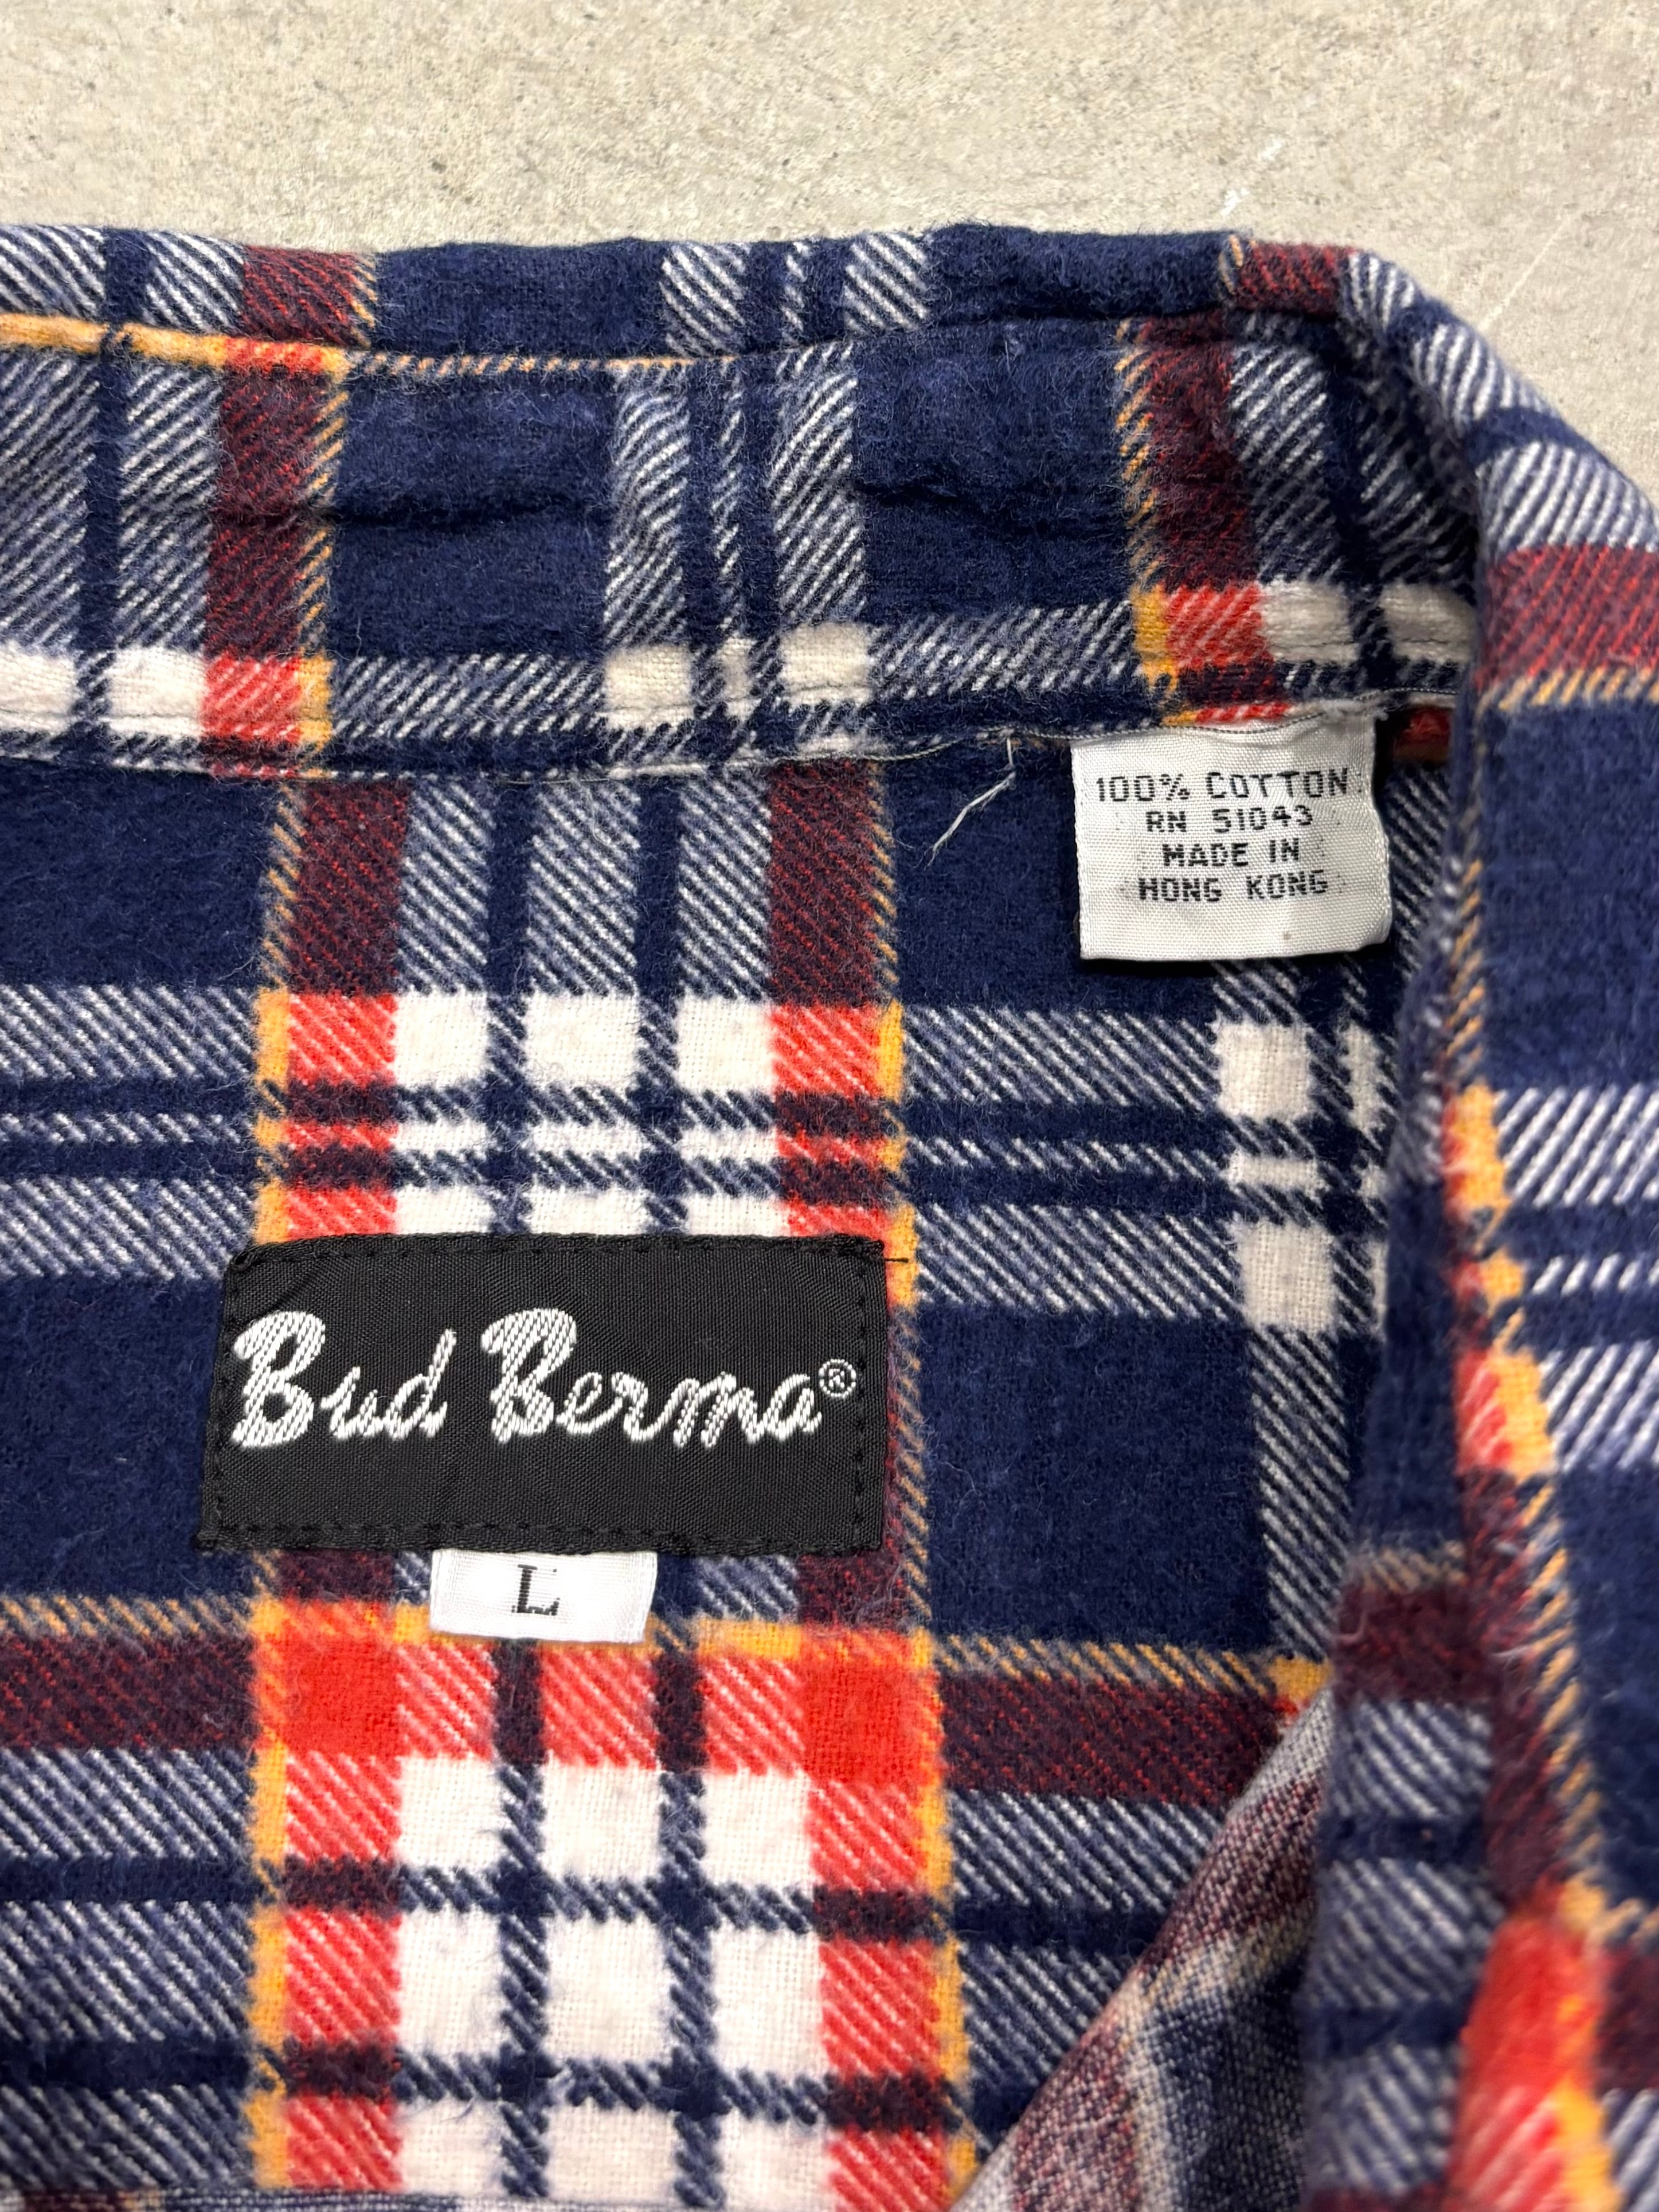 100% COTTON
RN 51043
MADE IN
HONG KONG
Bud Berma®
L